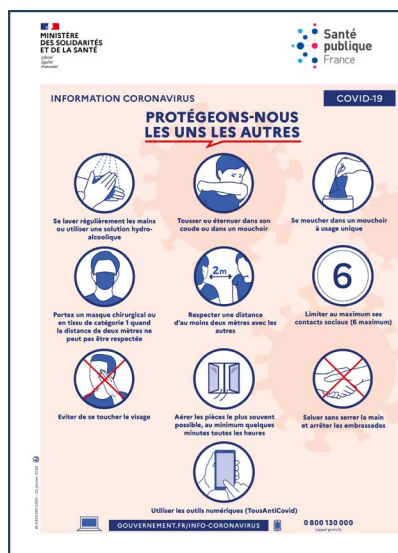 MINISTÈRE
DES SOLIDARITÉS
ET DE LA SANTÉ
Liberté
Égalité
Fraternité
Santé
publique
France
INFORMATION CORONAVIRUS
COVID-19
PROTÉGEONS-NOUS
LES UNS LES AUTRES
Se laver régulièrement les mains
ou utiliser une solution hydro-
alcoolique
Tousser ou éternuer dans son
coude ou dans un mouchoir
Se moucher dans un mouchoir
à usage unique
Portez un masque chirurgical ou
en tissu de catégorie 1 quand
la distance de deux mètres ne
peut pas être respectée
2m
Respecter une distance
d'au moins deux mètres avec les
autres
6
Limiter au maximum ses
contacts sociaux (6 maximum)
Eviter de se toucher le visage
Aérer les pièces le plus souvent
possible, au minimum quelques
minutes toutes les heures
Saluer sans serrer la main
et arrêter les embrassades
Utiliser les outils numériques (TousAntiCovid)
GOUVERNEMENT.FR/INFO-CORONAVIRUS
0 800 130 000
(appel gratuit)